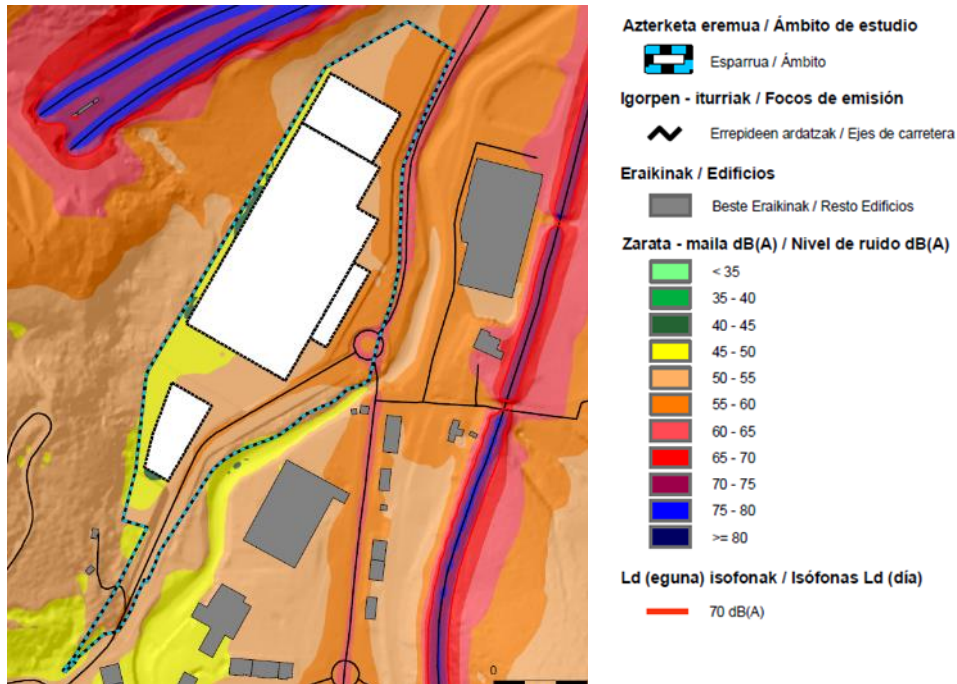 Azterketa eremua / Ámbito de estudio
Esparrua / Ámbito
Igorpen - iturriak / Focos de emisión
Errepideen ardatzak / Ejes de carretera
Eraikinak / Edificios
Beste Eraikinak / Resto Edificios
Zarata - maila dB(A) / Nivel de ruido dB(A)
< 35
35 - 40
40 - 45
45 - 50
50 - 55
55 - 60
60 - 65
65 - 70
70 - 75
75 - 80
>= 80
Ld (eguna) isofonak / Isófonas Ld (día)
70 dB(A)
0